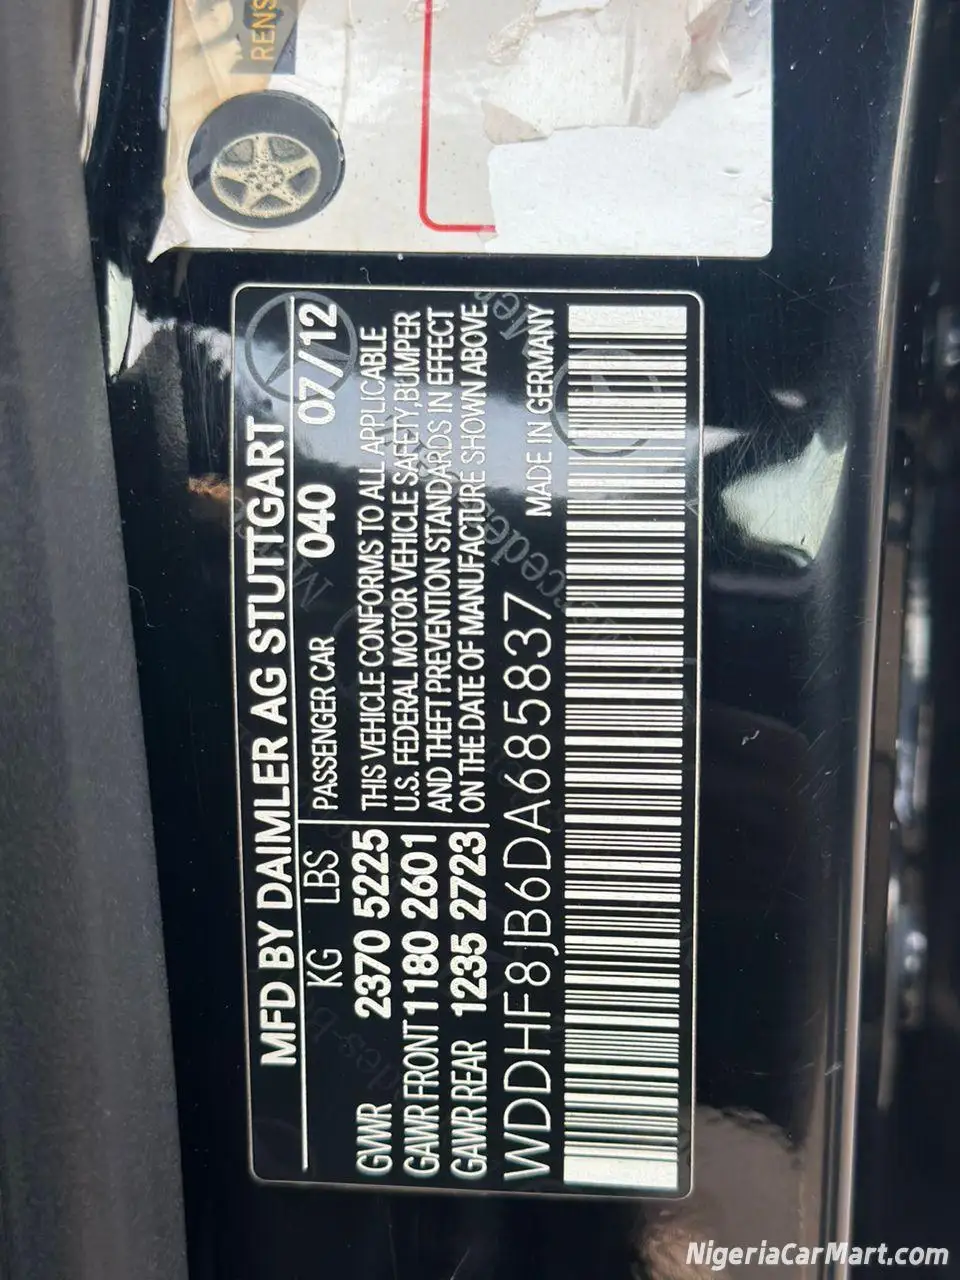 RENS
MFD BY DAIMLER AG STUTTGART
KG LBS PASSENGER CAR 040 07/12
GVWR 2370 5225
GAWR FRONT 1180 2601
GAWR REAR 1235 2723
THIS VEHICLE CONFORMS TO ALL APPLICABLE
U.S. FEDERAL MOTOR VEHICLE SAFETY,BUMPER
AND THEFT PREVENTION STANDARDS IN EFFECT
ON THE DATE OF MANUFACTURE SHOWN ABOVE
WDDHF8JB6DA685837 MADE IN GERMANY
NigeriaCarMart.com